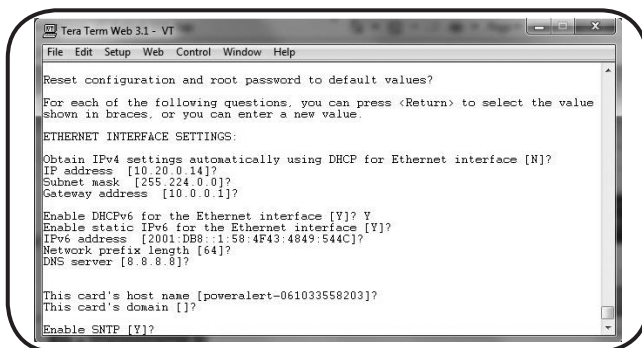 Tera Term Web 3.1 - VT
File Edit Setup Web Control Window Help
Reset configuration and root password to default values?
For each of the following questions, you can press <Return> to select the value
shown in braces, or you can enter a new value.
ETHERNET INTERFACE SETTINGS:
Obtain IPv4 settings automatically using DHCP for Ethernet interface [N]?
IP address [10.20.0.14]?
Subnet mask [255.224.0.0]?
Gateway address [10.0.0.1]?
Enable DHCPv6 for the Ethernet interface [Y]? Y
Enable static IPv6 for the Ethernet interface [Y]?
IPv6 address [2001:DB8::1:58:4F43:4849:544C]?
Network prefix length [64]?
DNS server [8.8.8.8]?
This card's host name [poweralert-061033558203]?
This card's domain []?
Enable SNTP [Y]?